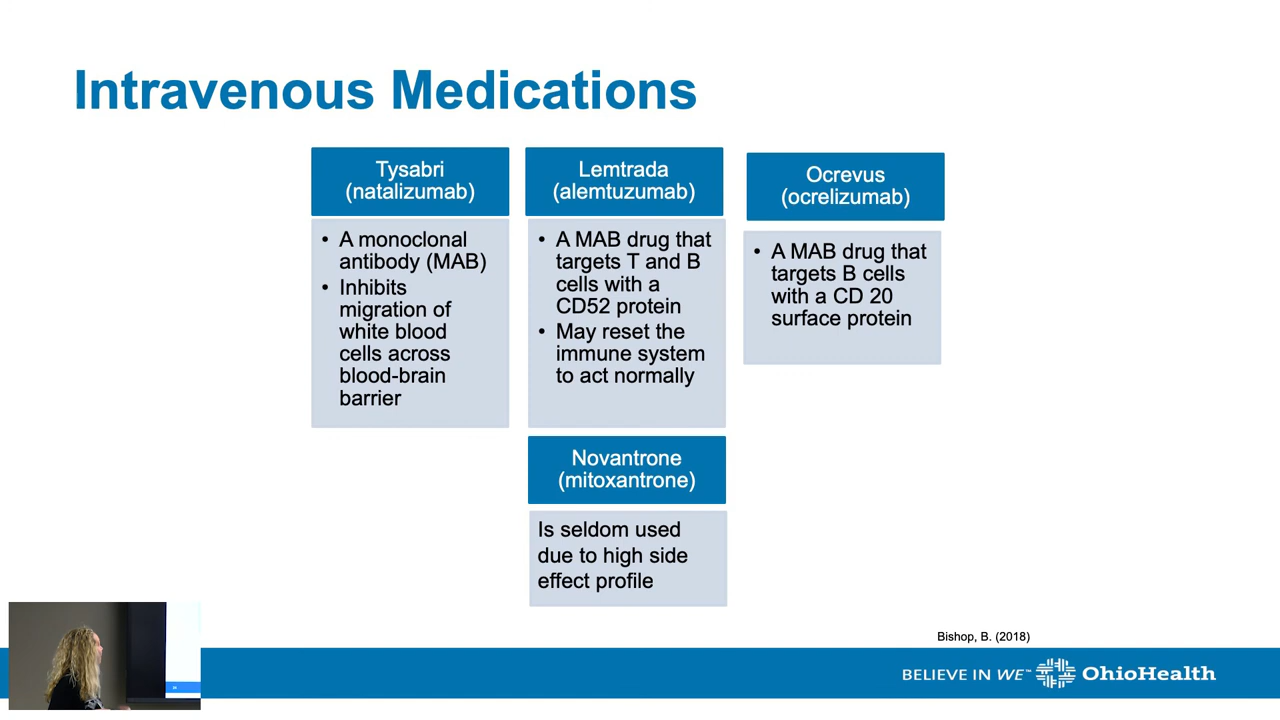 Intravenous Medications
Tysabri
(natalizumab)
• A monoclonal
antibody (MAB)
• Inhibits
migration of
white blood
cells across
blood-brain
barrier
Lemtrada
(alemtuzumab)
• A MAB drug that
targets T and B
cells with a
CD52 protein
• May reset the
immune system
to act normally
Ocrevus
(ocrelizumab)
• A MAB drug that
targets B cells
with a CD 20
surface protein
Novantrone
(mitoxantrone)
Is seldom used
due to high side
effect profile
Bishop, B. (2018)
BELIEVE IN WE™ OhioHealth